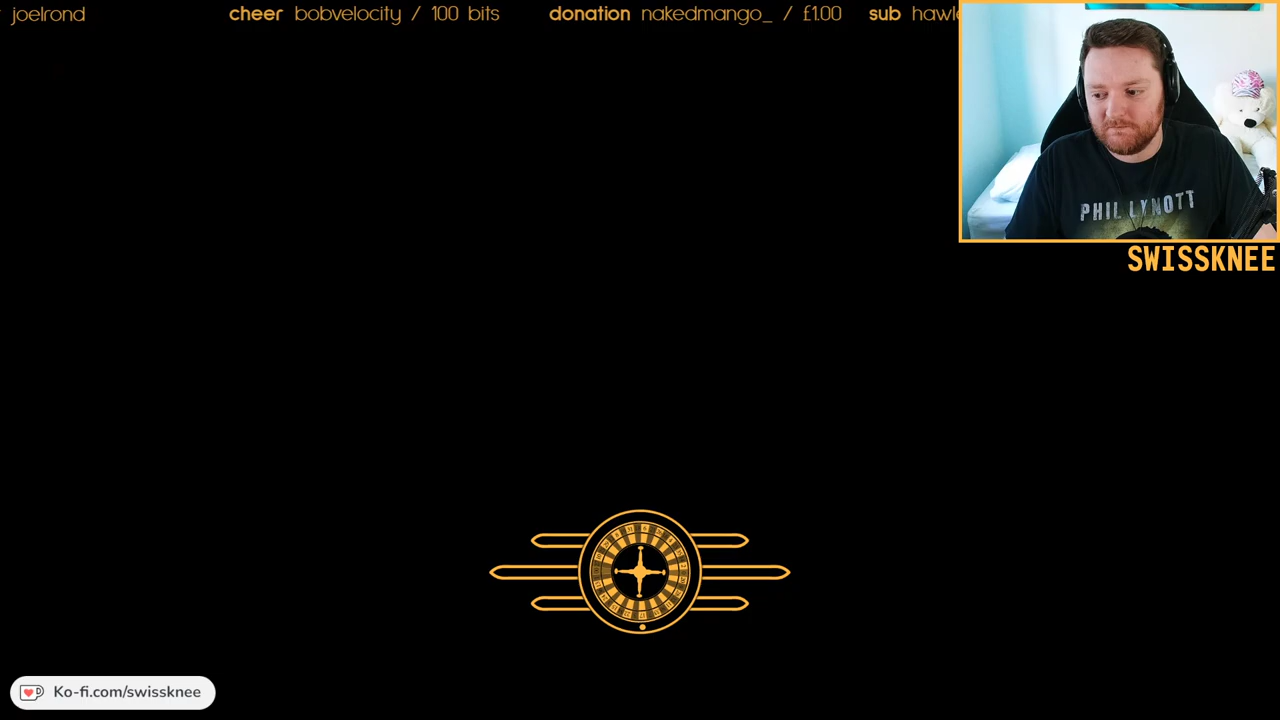 joelrond cheer bobvelocity / 100 bits donation nakedmango_ / £1.00 sub
PHIL LYNOTT
SWISSKNEE
Ko-fi.com/swissknee